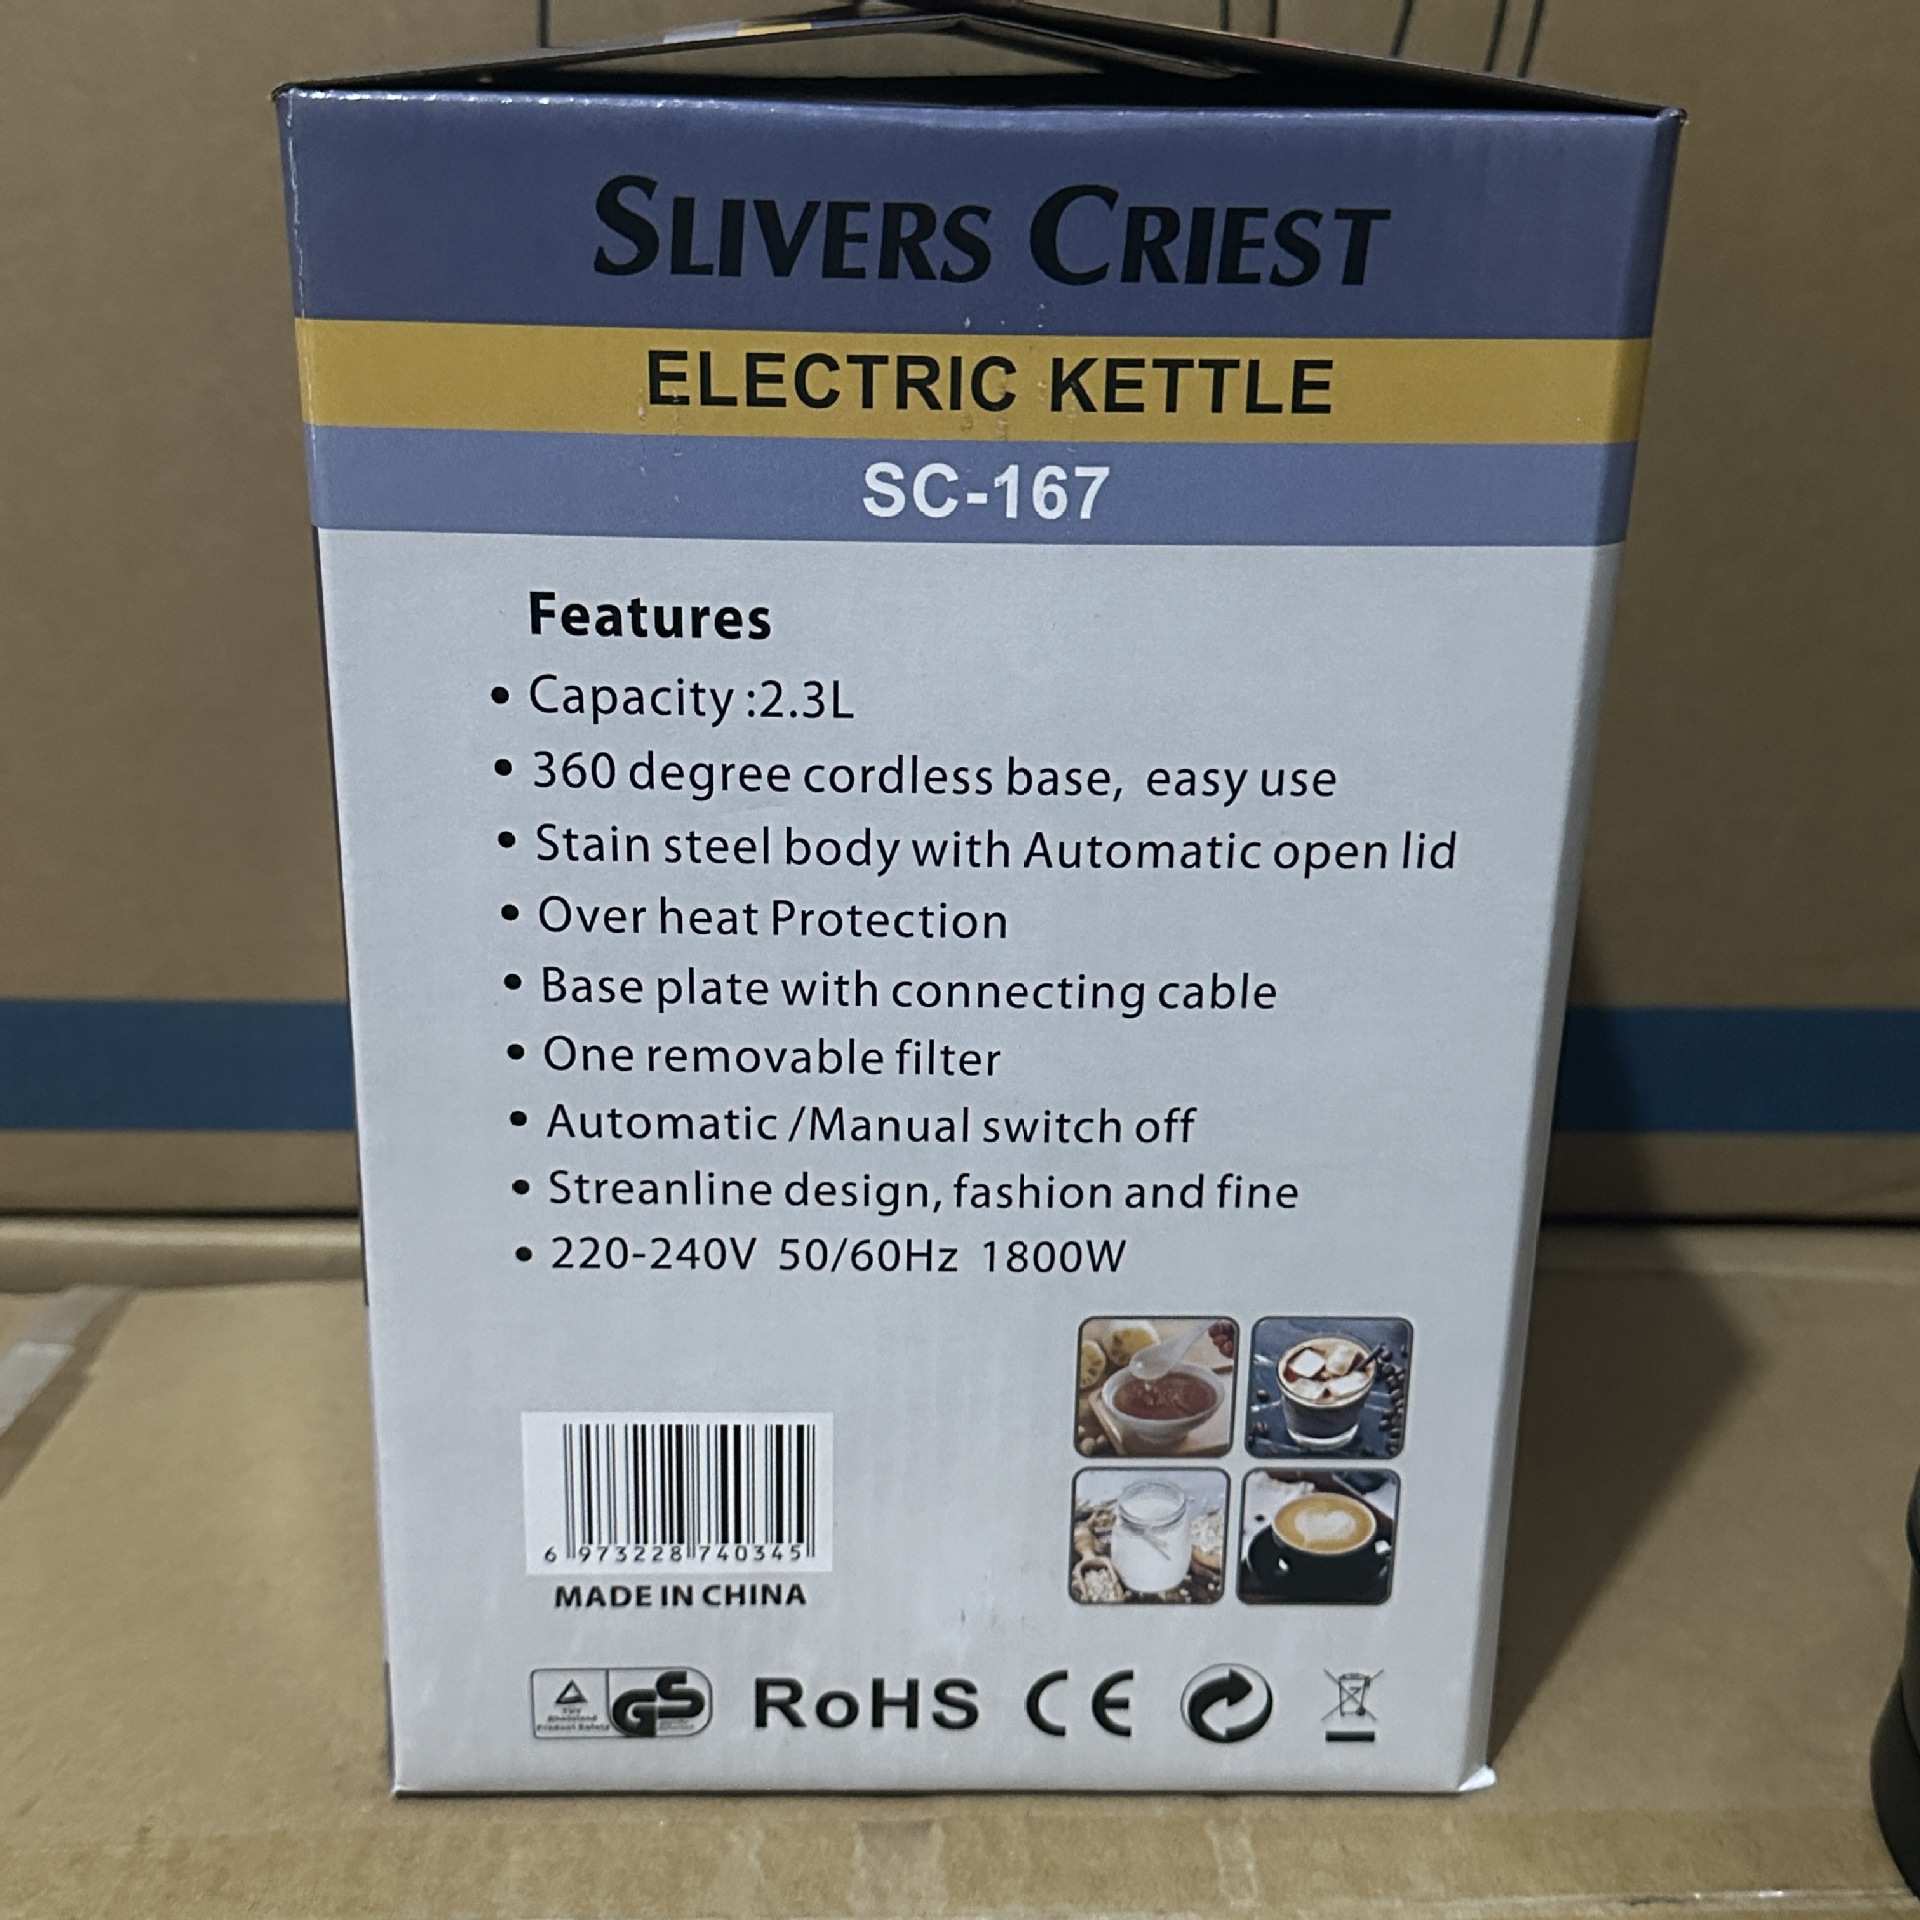 SLIVERS CRIEST
ELECTRIC KETTLE
SC-167
Features
• Capacity :2.3L
• 360 degree cordless base, easy use
• Stain steel body with Automatic open lid
• Over heat Protection
• Base plate with connecting cable
• One removable filter
• Automatic /Manual switch off
• Streanline design, fashion and fine
• 220-240V 50/60Hz 1800W
6 973228 740345
MADE IN CHINA
GS RoHS CE